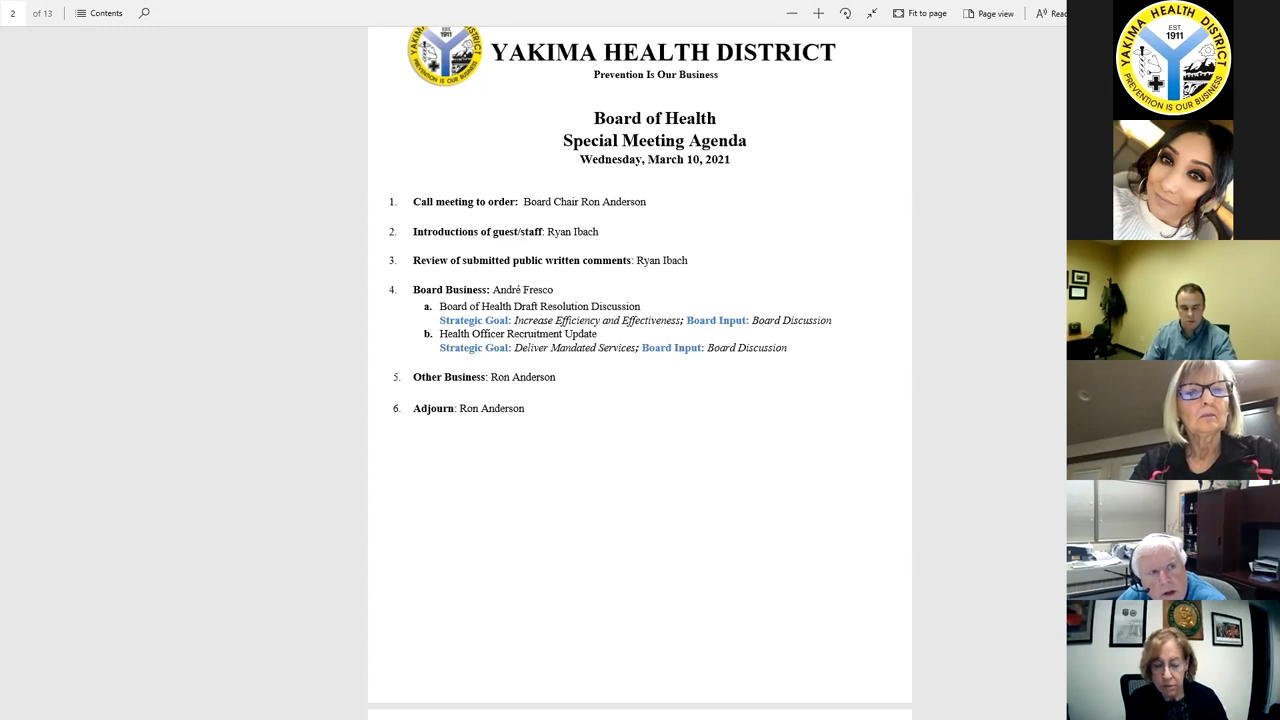 2 of 13 Contents Fit to page Page view
YAKIMA HEALTH DISTRICT
Prevention Is Our Business
Board of Health
Special Meeting Agenda
Wednesday, March 10, 2021
1. Call meeting to order: Board Chair Ron Anderson
2. Introductions of guest/staff: Ryan Ibach
3. Review of submitted public written comments: Ryan Ibach
4. Board Business: André Fresco
a. Board of Health Draft Resolution Discussion
Strategic Goal: Increase Efficiency and Effectiveness; Board Input: Board Discussion
b. Health Officer Recruitment Update
Strategic Goal: Deliver Mandated Services; Board Input: Board Discussion
5. Other Business: Ron Anderson
6. Adjourn: Ron Anderson
YAKIMA HEALTH DISTRICT
EST.
1911
PREVENTION IS OUR BUSINESS